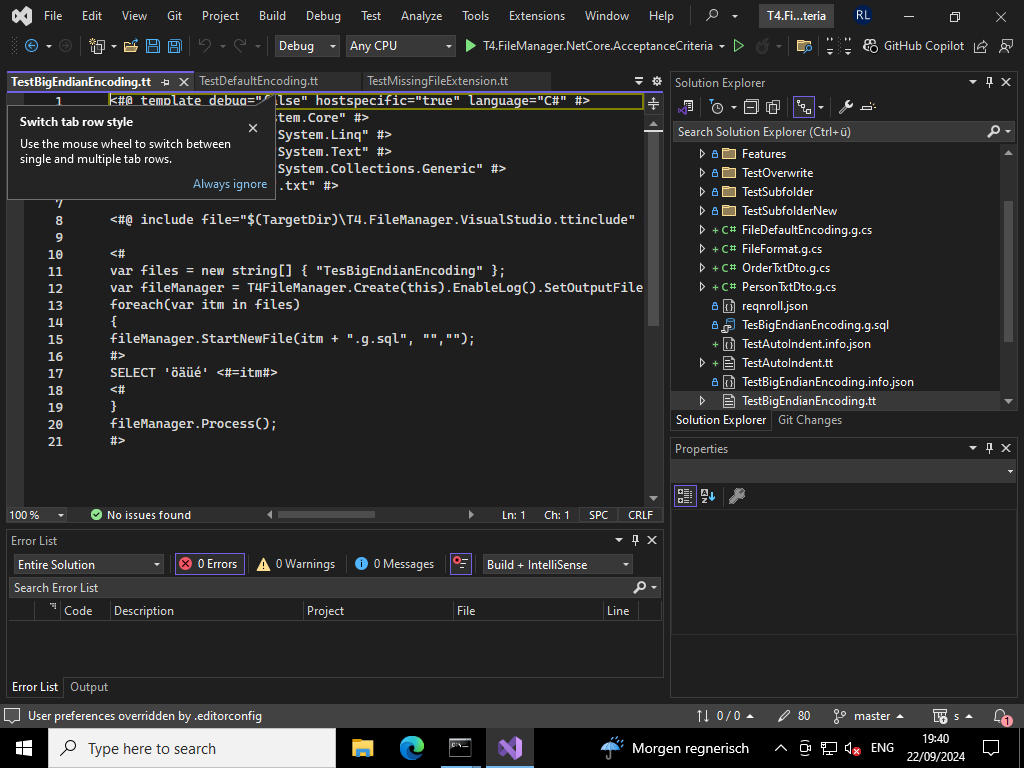 File Edit View Git Project Build Debug Test Analyze Tools Extensions Window Help T4.Fi...teria RL
Debug Any CPU T4.FileManager.NetCore.AcceptanceCriteria GitHub Copilot
TestBigEndianEncoding.tt TestDefaultEncoding.tt TestMissingFileExtension.tt
1 <#@ template debug="false" hostspecific="true" language="C#" #>
Switch tab row style
Use the mouse wheel to switch between
single and multiple tab rows.
Always ignore
stem.Core" #>
System.Linq" #>
System.Text" #>
System.Collections.Generic" #>
.txt" #>
7
8 <#@ include file="$(TargetDir)\T4.FileManager.VisualStudio.ttinclude"
9
10 <#
11 var files = new string[] { "TesBigEndianEncoding" };
12 var fileManager = T4FileManager.Create(this).EnableLog().SetOutputFile
13 foreach(var itm in files)
14 {
15 fileManager.StartNewFile(itm + ".g.sql", "","");
16 #>
17 SELECT 'öäüé' <#=itm#>
18 <#
19 }
20 fileManager.Process();
21 #>
100 % No issues found Ln: 1 Ch: 1 SPC CRLF
Solution Explorer
Search Solution Explorer (Ctrl+ü)
Features
TestOverwrite
TestSubfolder
TestSubfolderNew
C# FileDefaultEncoding.g.cs
C# FileFormat.g.cs
C# OrderTxtDto.g.cs
C# PersonTxtDto.g.cs
reqnroll.json
TesBigEndianEncoding.g.sql
TestAutoIndent.info.json
TestAutoIndent.tt
TestBigEndianEncoding.info.json
TestBigEndianEncoding.tt
Solution Explorer Git Changes
Properties
Error List
Entire Solution 0 Errors 0 Warnings 0 Messages Build + IntelliSense
Search Error List
Code Description Project File Line
Error List Output
User preferences overridden by .editorconfig 0 / 0 80 master s 1
Type here to search Morgen regnerisch ENG 19:40
22/09/2024